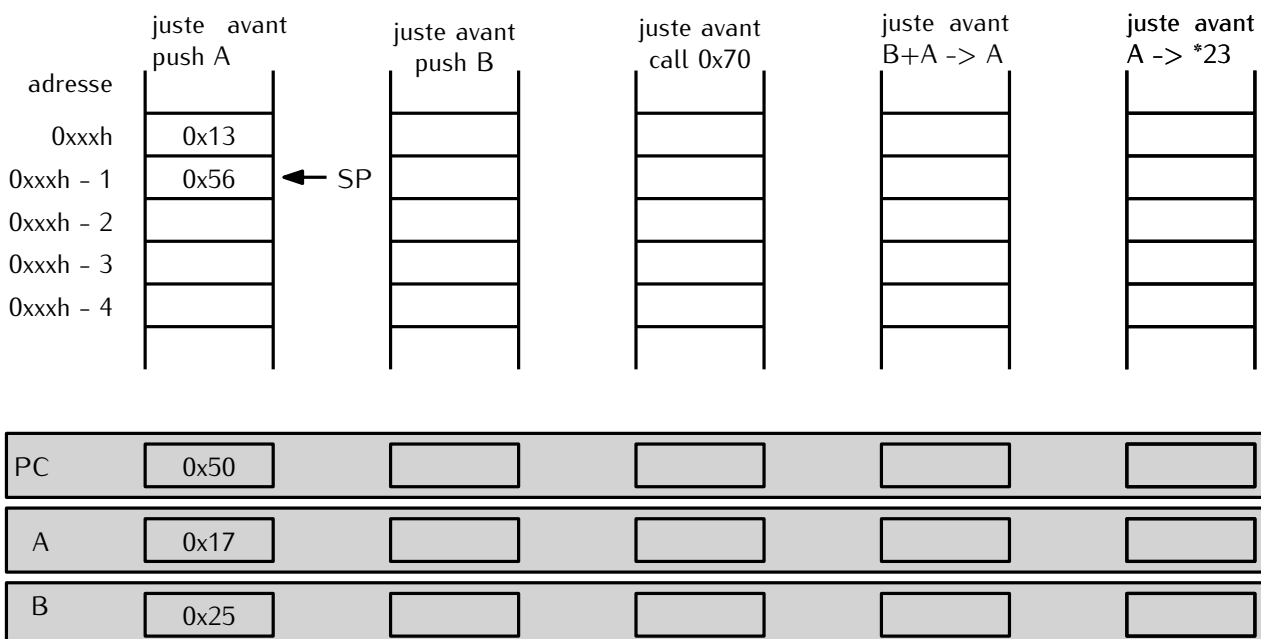 juste avant
push A
juste avant
push B
juste avant
call 0x70
juste avant
B+A -> A
juste avant
A -> *23
adresse
0xxxh 0x13
0xxxh - 1 0x56 SP
0xxxh - 2
0xxxh - 3
0xxxh - 4
PC 0x50
A 0x17
B 0x25